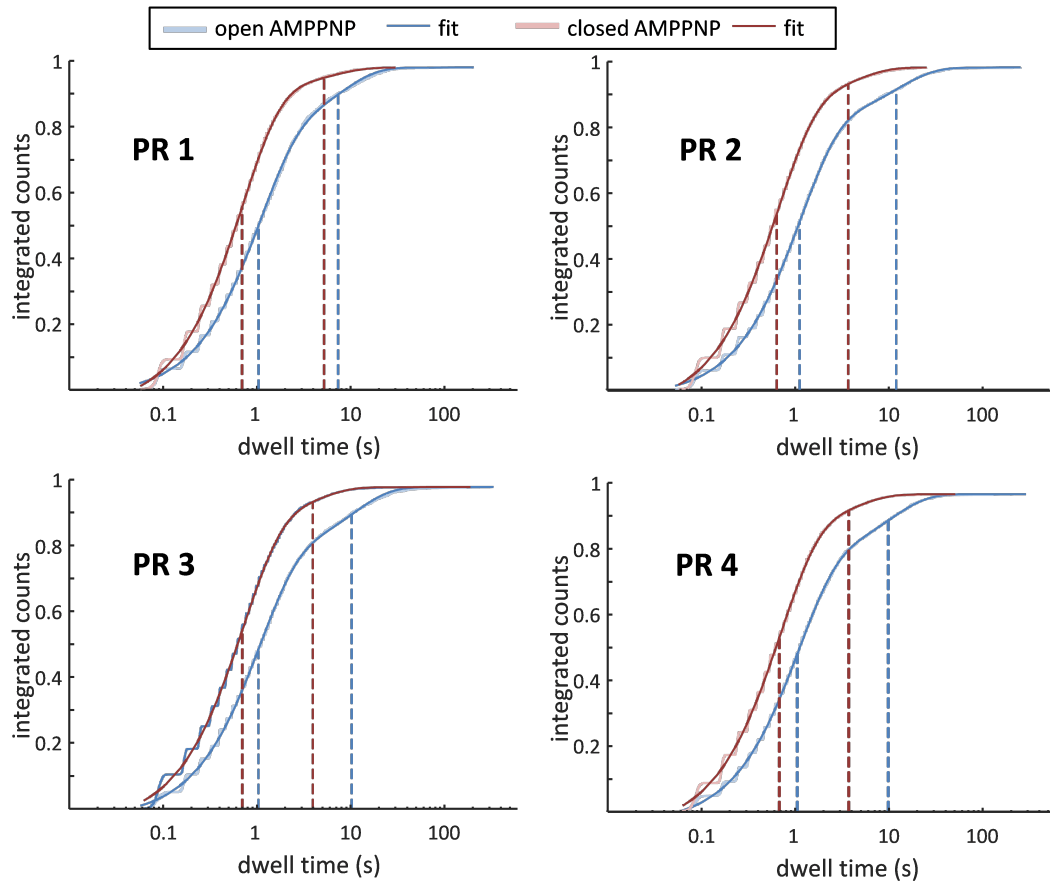 open AMPPNP fit closed AMPPNP fit
1
0.8
0.6
0.4
0.2
integrated counts
PR 1
0.1 1 10 100
dwell time (s)
1
0.8
0.6
0.4
0.2
integrated counts
PR 2
0.1 1 10 100
dwell time (s)
1
0.8
0.6
0.4
0.2
integrated counts
PR 3
0.1 1 10 100
dwell time (s)
1
0.8
0.6
0.4
0.2
integrated counts
PR 4
0.1 1 10 100
dwell time (s)